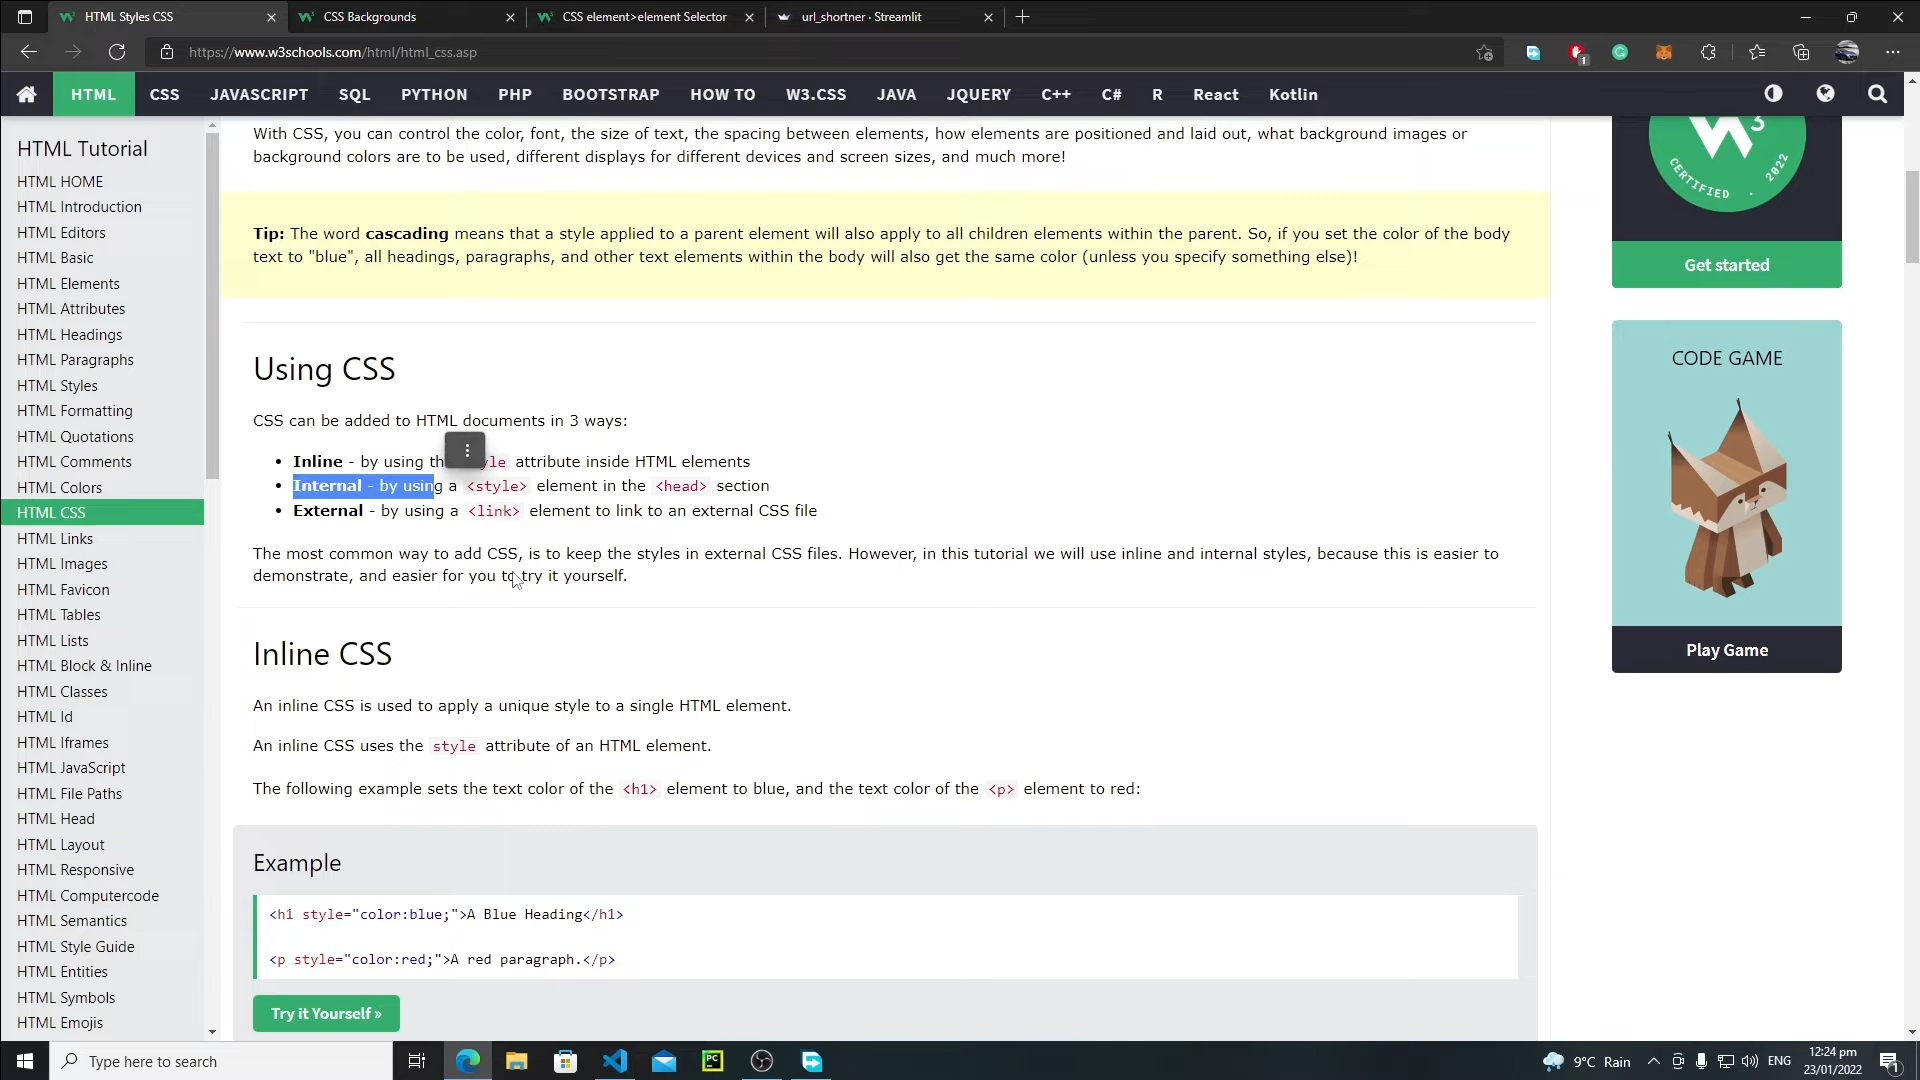 HTML Styles CSS
CSS Backgrounds
CSS element>element Selector
url_shortner · Streamlit
https://www.w3schools.com/html/html_css.asp
1
HTML CSS JAVASCRIPT SQL PYTHON PHP BOOTSTRAP HOW TO W3.CSS JAVA JQUERY C++ C# R React Kotlin
HTML Tutorial
HTML HOME
HTML Introduction
HTML Editors
HTML Basic
HTML Elements
HTML Attributes
HTML Headings
HTML Paragraphs
HTML Styles
HTML Formatting
HTML Quotations
HTML Comments
HTML Colors
HTML CSS
HTML Links
HTML Images
HTML Favicon
HTML Tables
HTML Lists
HTML Block & Inline
HTML Classes
HTML Id
HTML Iframes
HTML JavaScript
HTML File Paths
HTML Head
HTML Layout
HTML Responsive
HTML Computercode
HTML Semantics
HTML Style Guide
HTML Entities
HTML Symbols
HTML Emojis
With CSS, you can control the color, font, the size of text, the spacing between elements, how elements are positioned and laid out, what background images or
background colors are to be used, different displays for different devices and screen sizes, and much more!
Tip: The word cascading means that a style applied to a parent element will also apply to all children elements within the parent. So, if you set the color of the body
text to "blue", all headings, paragraphs, and other text elements within the body will also get the same color (unless you specify something else)!
Using CSS
CSS can be added to HTML documents in 3 ways:
Inline - by using the attribute inside HTML elements
Internal - by using a <style> element in the <head> section
External - by using a <link> element to link to an external CSS file
The most common way to add CSS, is to keep the styles in external CSS files. However, in this tutorial we will use inline and internal styles, because this is easier to
demonstrate, and easier for you to try it yourself.
Inline CSS
An inline CSS is used to apply a unique style to a single HTML element.
An inline CSS uses the style attribute of an HTML element.
The following example sets the text color of the <h1> element to blue, and the text color of the <p> element to red:
Example
<h1 style="color:blue;">A Blue Heading</h1>
<p style="color:red;">A red paragraph.</p>
Try it Yourself »
W3
CERTIFIED . 2022
Get started
CODE GAME
Play Game
Type here to search
PC
9°C Rain
ENG
12:24 pm
23/01/2022
1